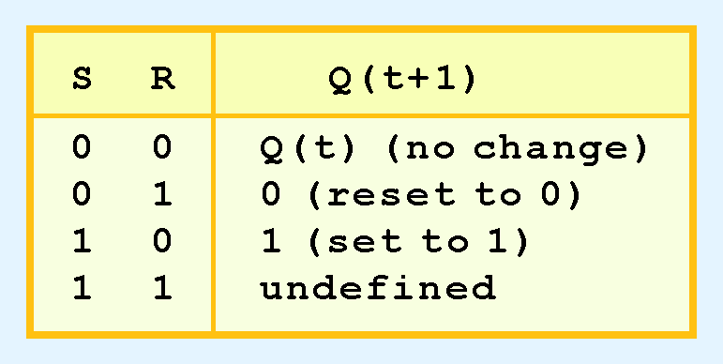 S R Q(t+1)
0 0 Q(t) (no change)
0 1 0 (reset to 0)
1 0 1 (set to 1)
1 1 undefined